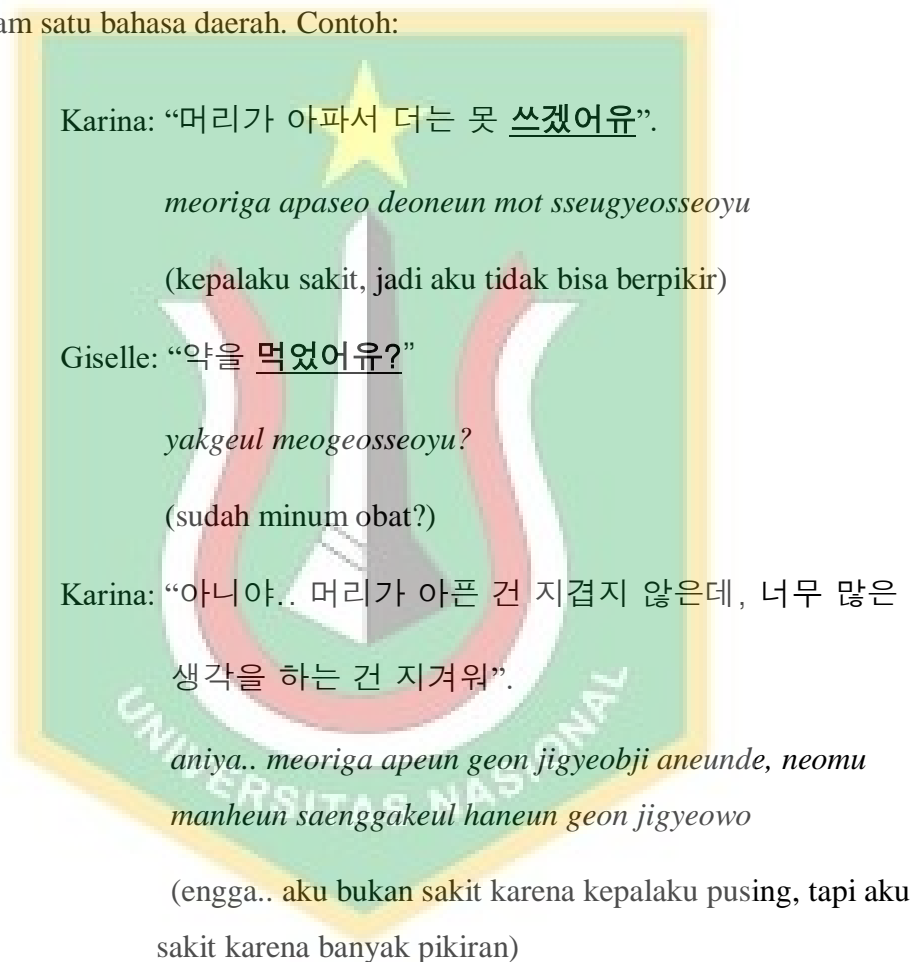 am satu bahasa daerah. Contoh:
Karina: “머리가 아파서 더는 못 쓰겠어유”.
meoriga apaseo deoneun mot sseugyeosseoyu
(kepalaku sakit, jadi aku tidak bisa berpikir)
Giselle: “약을 먹었어유?”
yakgeul meogeosseoyu?
(sudah minum obat?)
Karina: “아니야.. 머리가 아픈 건 지겹지 않은데, 너무 많은
생각을 하는 건 지겨워”.
aniya.. meoriga apeun geon jigyeobji aneunde, neomu
manheun saenggakeul haneun geon jigyeowo
(engga.. aku bukan sakit karena kepalaku pusing, tapi aku
sakit karena banyak pikiran)
UNIVERSITAS NASIONAL